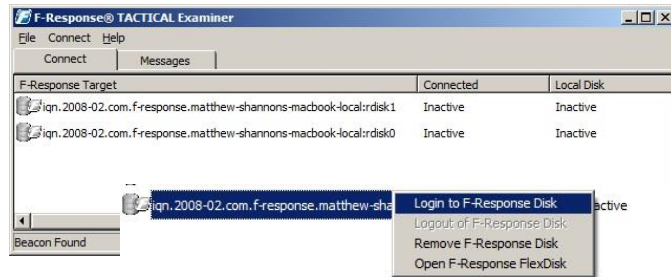 F-Response® TACTICAL Examiner
File Connect Help
Connect Messages
F-Response Target Connected Local Disk
iqn.2008-02.com.f-response.matthew-shannons-macbook-local:rdisk1 Inactive Inactive
iqn.2008-02.com.f-response.matthew-shannons-macbook-local:rdisk0 Inactive Inactive
iqn.2008-02.com.f-response.matthew-sha Login to F-Response Disk active
Logout of F-Response Disk
Beacon Found Remove F-Response Disk
Open F-Response FlexDisk